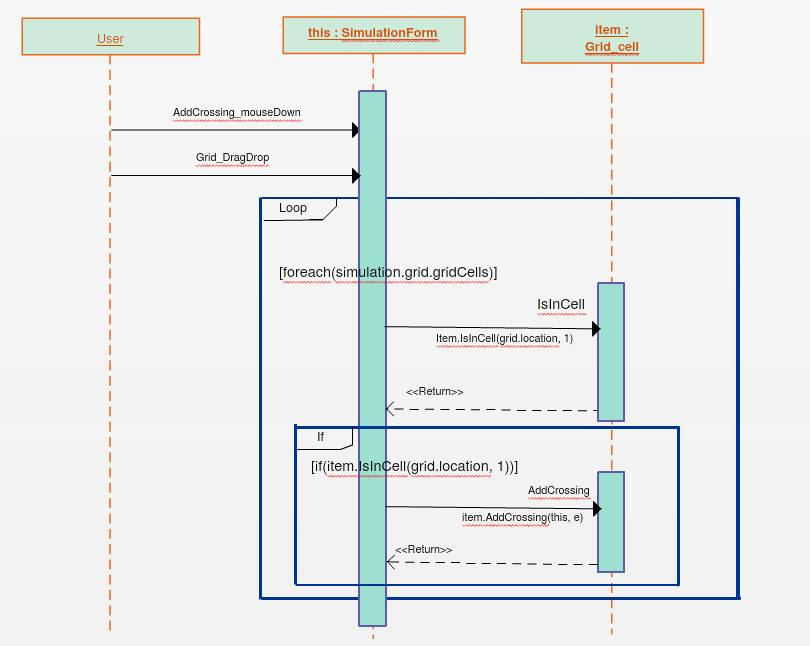 User
this : SimulationForm
item :
Grid_cell
AddCrossing_mouseDown
Grid_DragDrop
Loop
[foreach(simulation.grid.gridCells)]
IsInCell
Item.IsInCell(grid.location, 1)
<<Return>>
If
[if(item.IsInCell(grid.location, 1))]
AddCrossing
item.AddCrossing(this, e)
<<Return>>